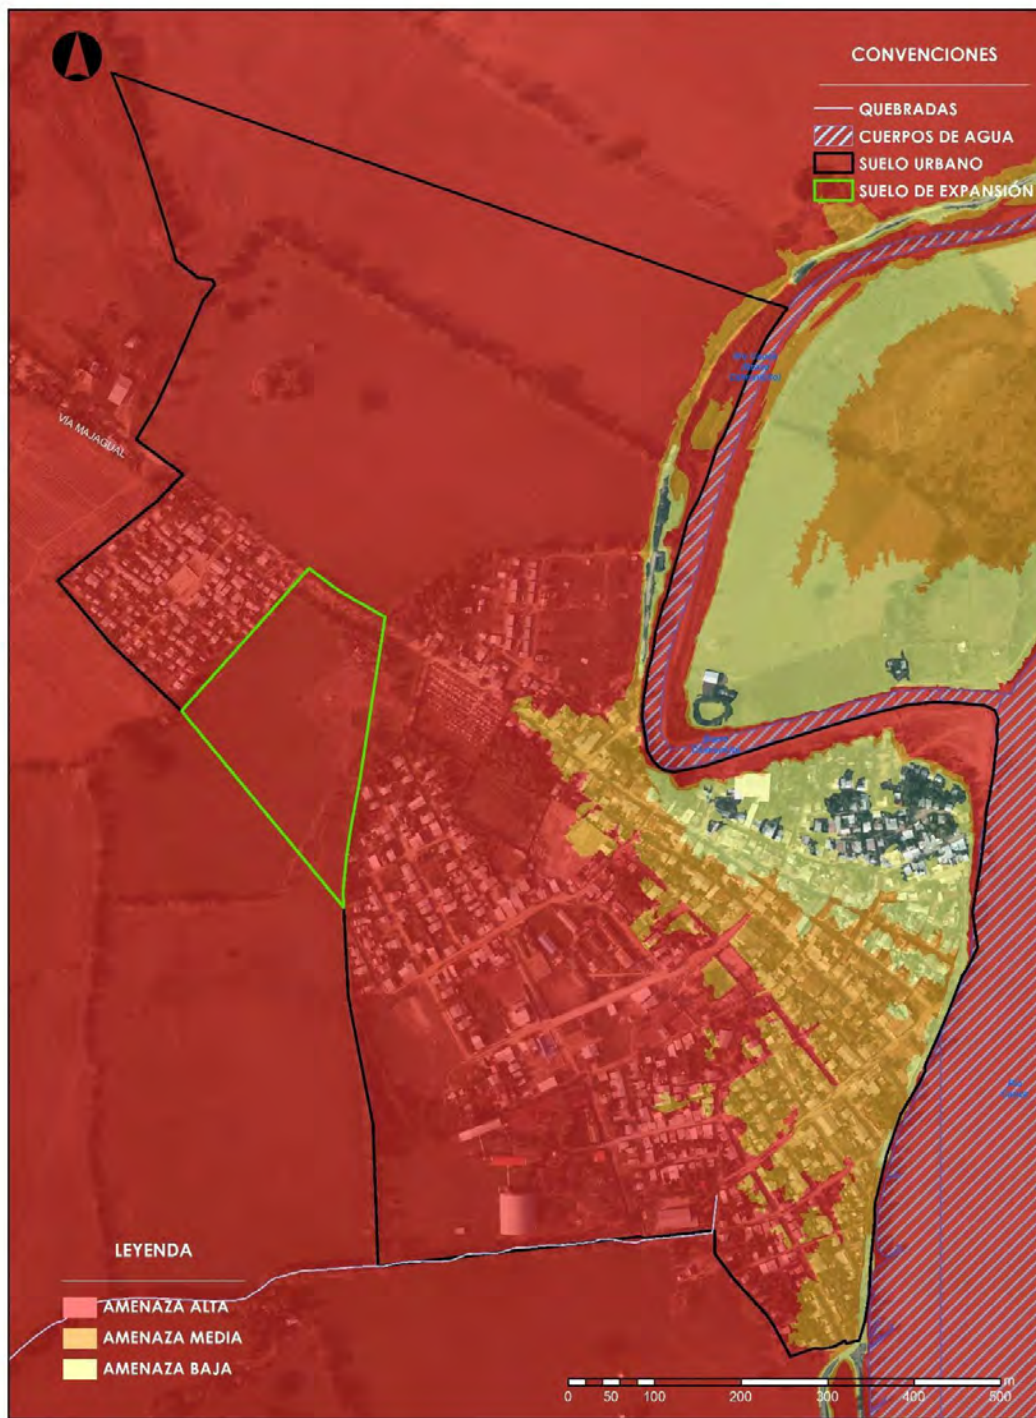 CONVENCIONES
QUEBRADAS
CUERPOS DE AGUA
SUELO URBANO
SUELO DE EXPANSIÓN
VÍA MAJAGUAL
LEYENDA
AMENAZA ALTA
AMENAZA MEDIA
AMENAZA BAJA
m
0 50 100 200 300 400 500